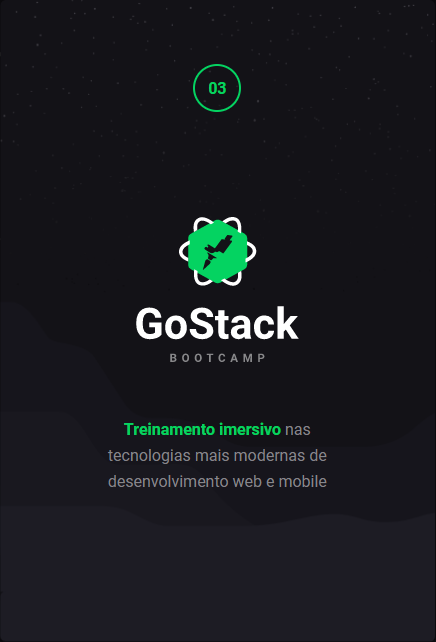 03
GoStack
BOOTCAMP
Treinamento imersivo nas
tecnologias mais modernas de
desenvolvimento web e mobile